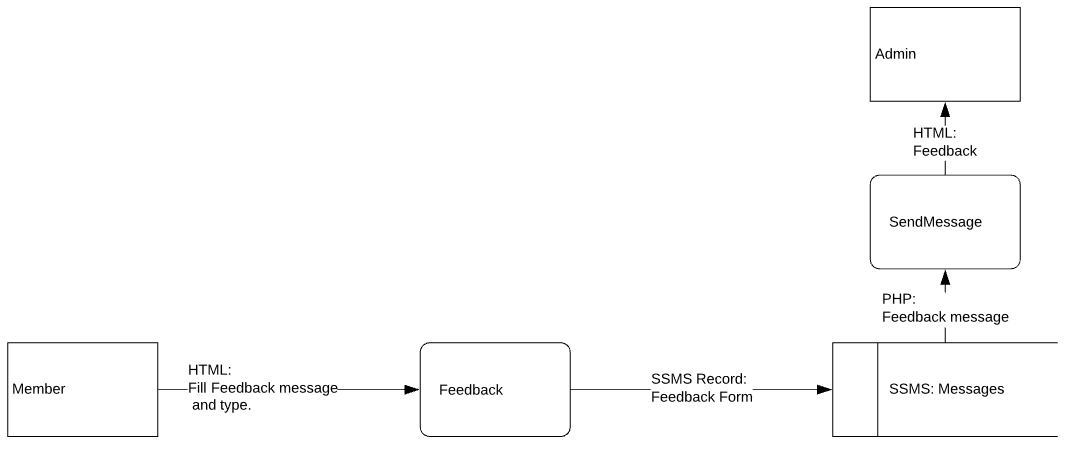 Admin
HTML:
Feedback
SendMessage
PHP:
Feedback message
Member
HTML:
Fill Feedback message
and type.
Feedback
SSMS Record:
Feedback Form
SSMS: Messages